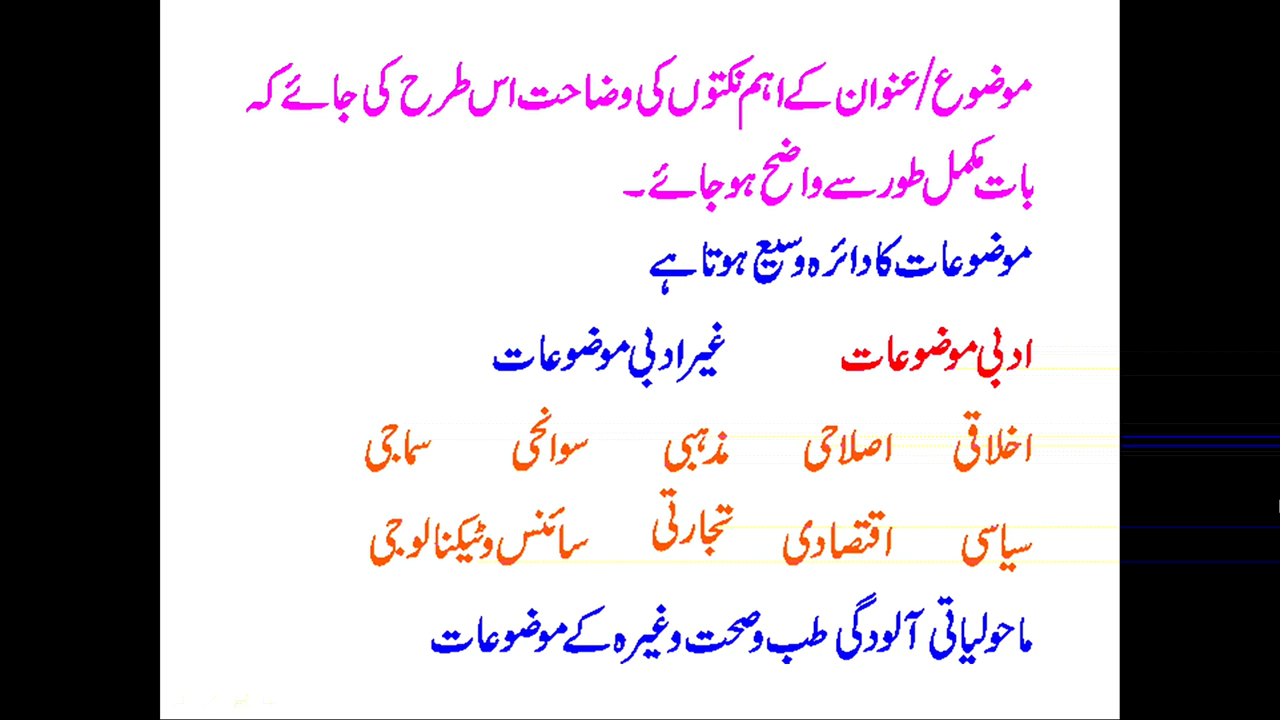 موضوع/عنوان کے اہم نکتوں کی وضاحت اس طرح کی جائے کہ
بات مکمل طور سے واضح ہو جائے۔
موضوعات کا دائرہ وسیع ہوتا ہے
ادبی موضوعات غیر ادبی موضوعات
اخلاقی اصلاحی مذہبی سوانحی سماجی
سیاسی اقتصادی تجارتی سائنس و ٹیکنالوجی
ماحولیاتی آلودگی طب و صحت وغیرہ کے موضوعات